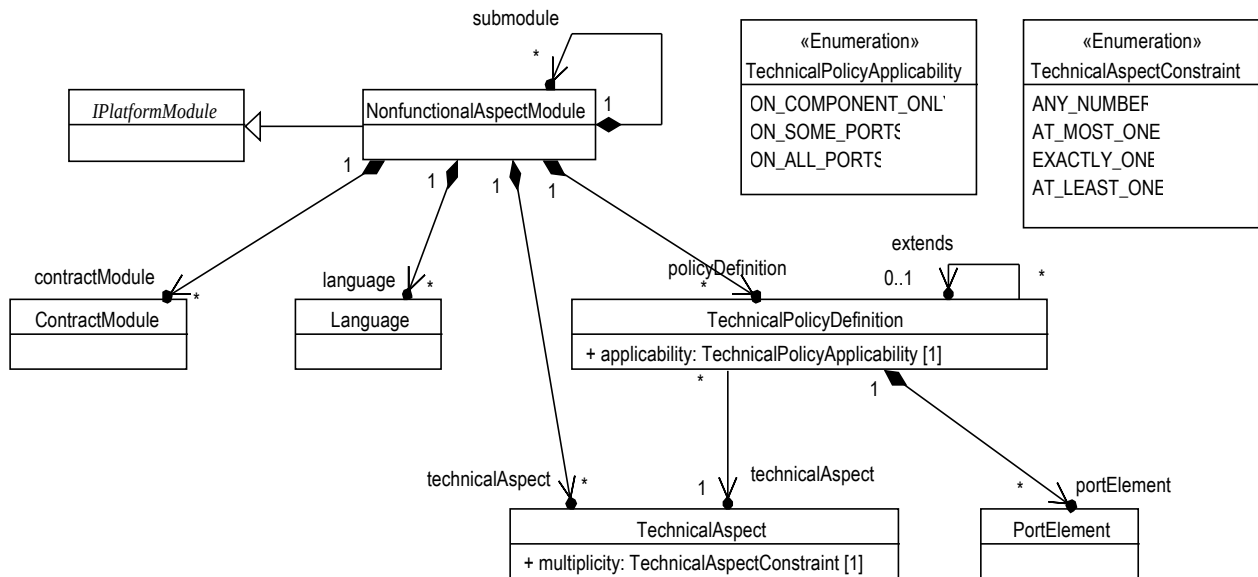 submodule
*
«Enumeration»
TechnicalPolicyApplicability
ON_COMPONENT_ONLY
ON_SOME_PORTS
ON_ALL_PORTS
«Enumeration»
TechnicalAspectConstraint
ANY_NUMBER
AT_MOST_ONE
EXACTLY_ONE
AT_LEAST_ONE
IPlatformModule
NonfunctionalAspectModule
1
1
1
1
1
contractModule
*
language
*
policyDefinition
*
extends
0..1
*
ContractModule
Language
TechnicalPolicyDefinition
+ applicability: TechnicalPolicyApplicability [1]
*
1
technicalAspect
*
1
technicalAspect
*
portElement
TechnicalAspect
+ multiplicity: TechnicalAspectConstraint [1]
PortElement